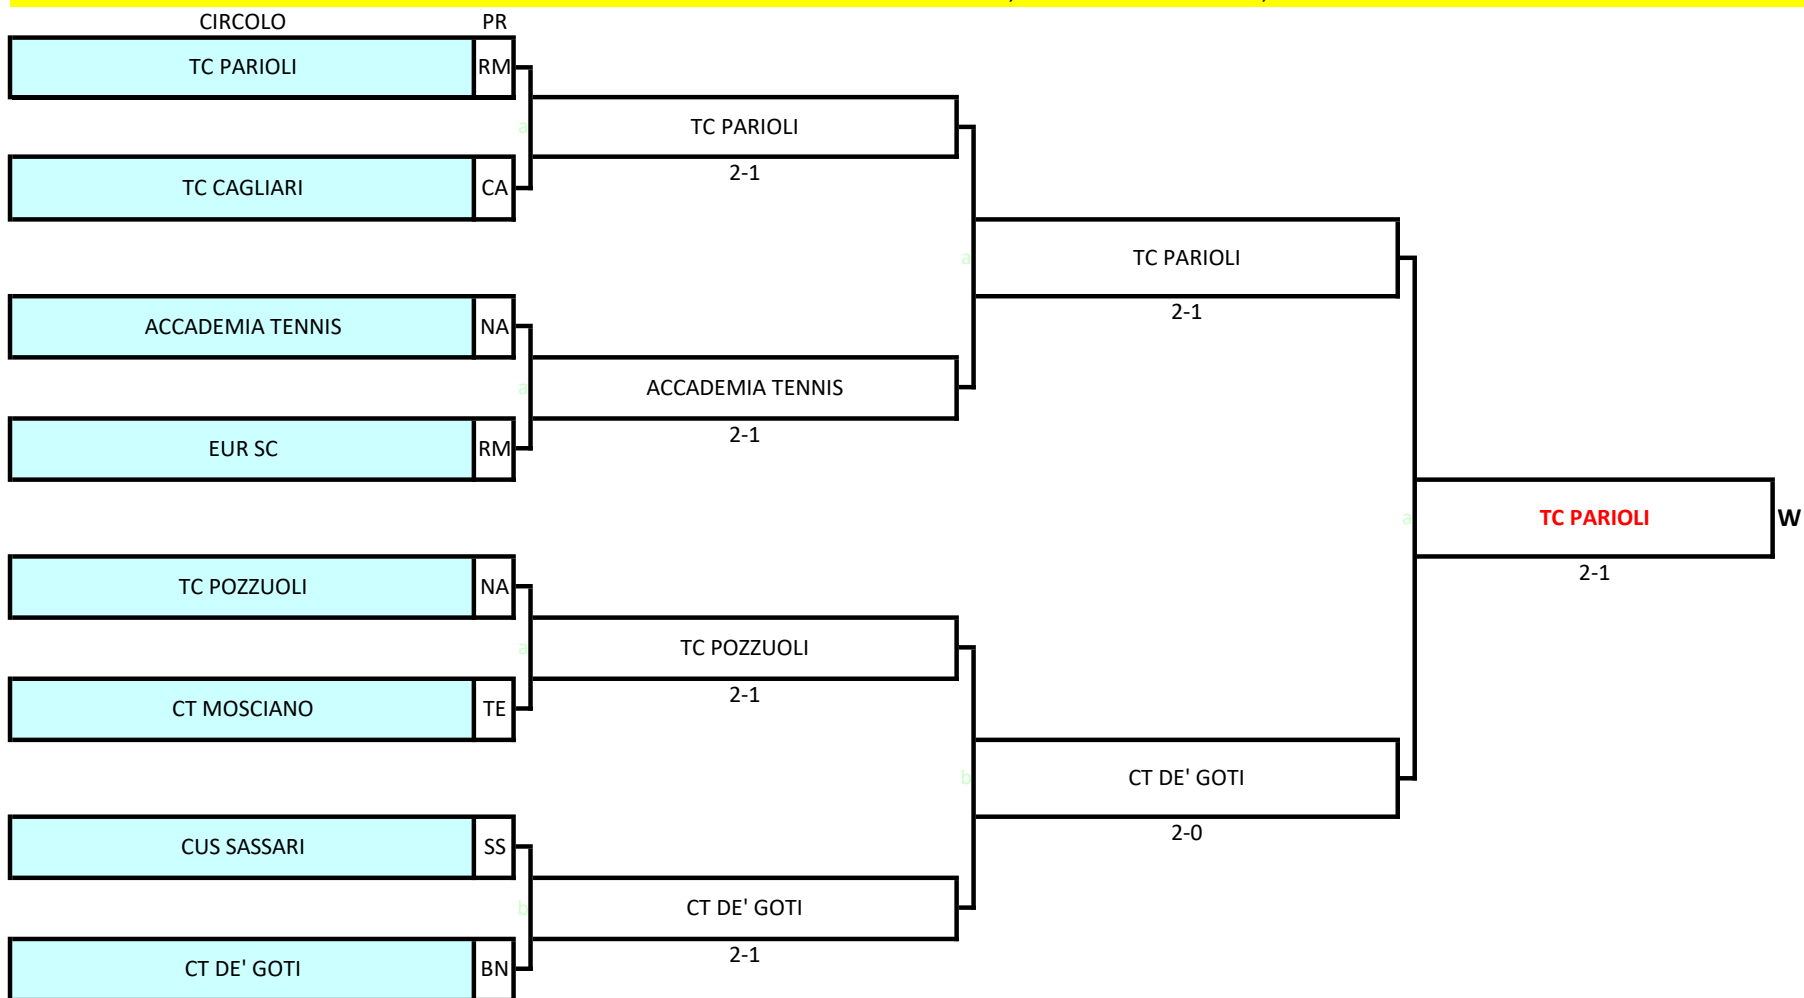 CIRCOLO PR
TC PARIOLI RM
a TC PARIOLI
2-1
TC CAGLIARI CA
a TC PARIOLI
2-1
ACCADEMIA TENNIS NA
a ACCADEMIA TENNIS
2-1
EUR SC RM
a TC PARIOLI W
2-1
TC POZZUOLI NA
a TC POZZUOLI
2-1
CT MOSCIANO TE
b CT DE' GOTI
2-0
CUS SASSARI SS
b CT DE' GOTI
2-1
CT DE' GOTI BN